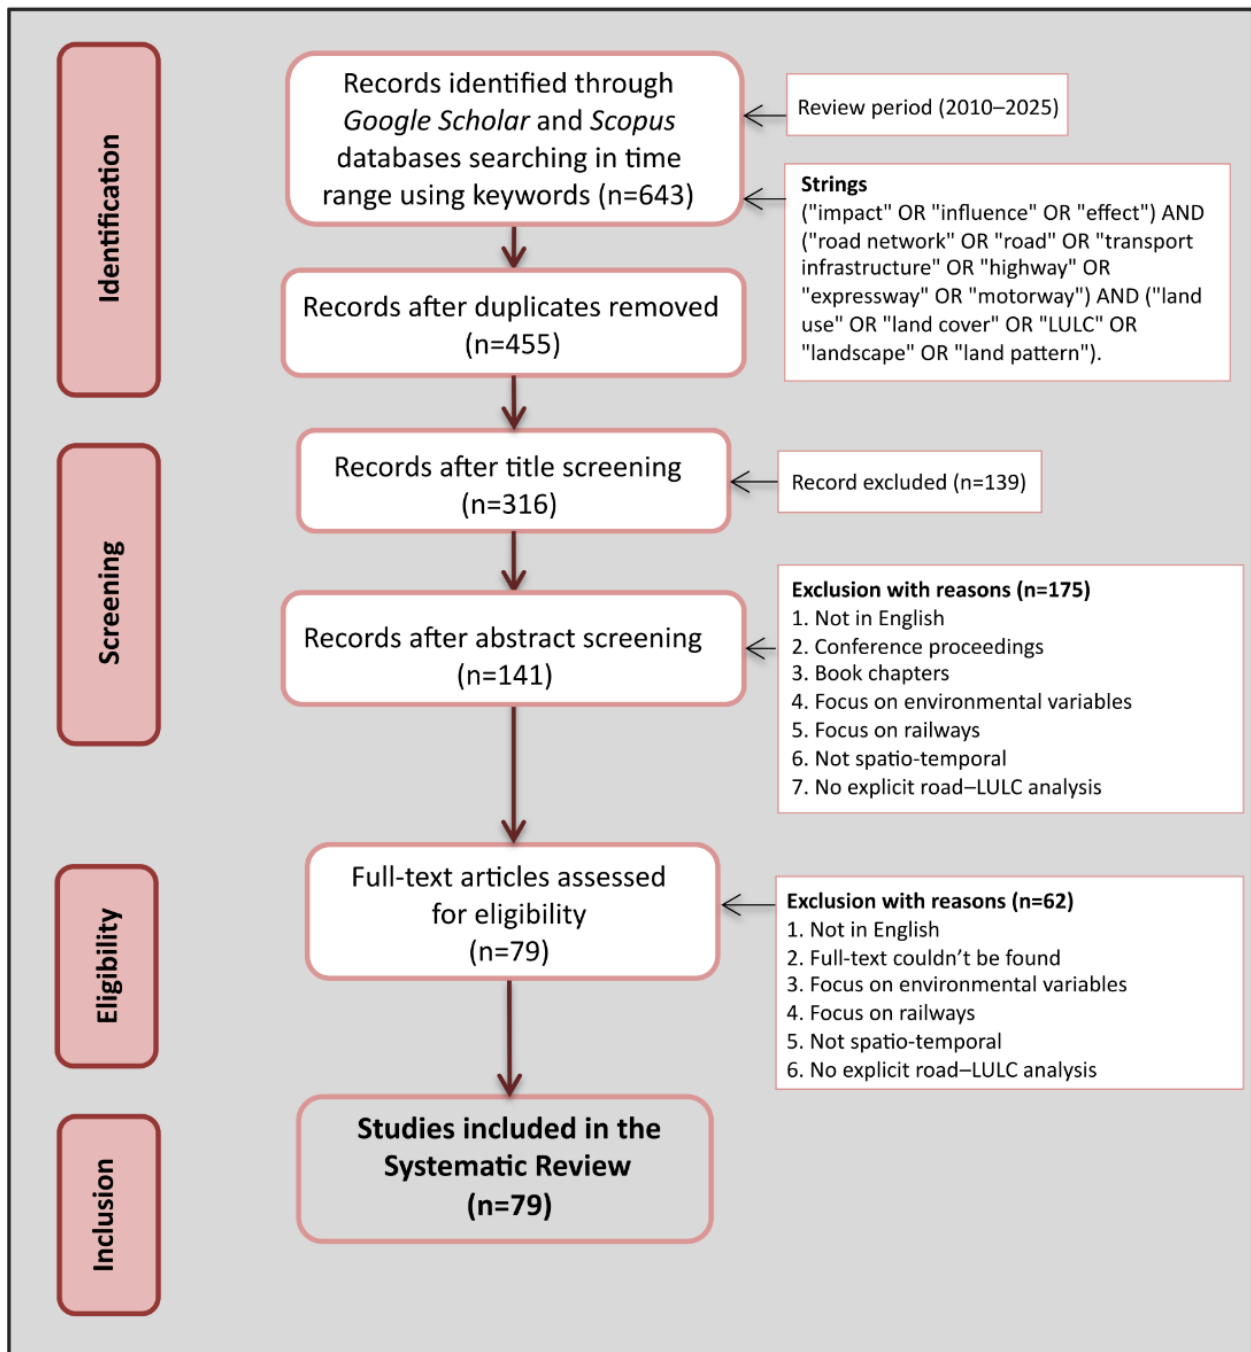 Identification
Records identified through
Google Scholar and Scopus
databases searching in time
range using keywords (n=643)
Review period (2010–2025)
Strings
("impact" OR "influence" OR "effect") AND
("road network" OR "road" OR "transport
infrastructure" OR "highway" OR
"expressway" OR "motorway") AND ("land
use" OR "land cover" OR "LULC" OR
"landscape" OR "land pattern").
Records after duplicates removed
(n=455)
Screening
Records after title screening
(n=316)
Record excluded (n=139)
Records after abstract screening
(n=141)
Exclusion with reasons (n=175)
1. Not in English
2. Conference proceedings
3. Book chapters
4. Focus on environmental variables
5. Focus on railways
6. Not spatio-temporal
7. No explicit road–LULC analysis
Eligibility
Full-text articles assessed
for eligibility
(n=79)
Exclusion with reasons (n=62)
1. Not in English
2. Full-text couldn’t be found
3. Focus on environmental variables
4. Focus on railways
5. Not spatio-temporal
6. No explicit road–LULC analysis
Inclusion
Studies included in the
Systematic Review
(n=79)